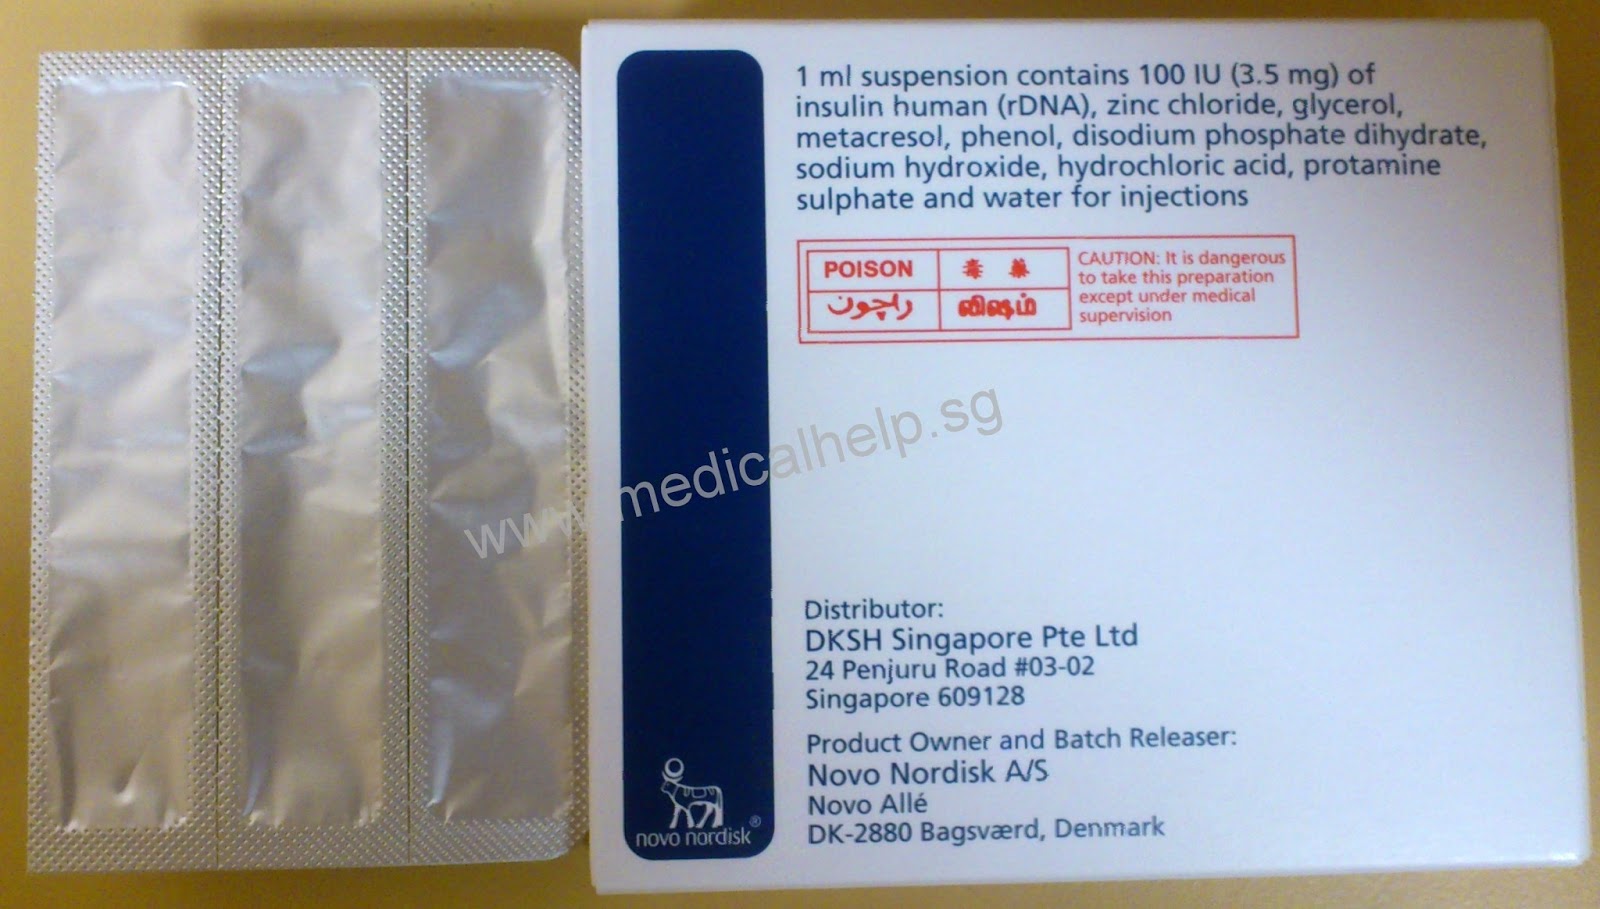 1 ml suspension contains 100 IU (3.5 mg) of
insulin human (rDNA), zinc chloride, glycerol,
metacresol, phenol, disodium phosphate dihydrate,
sodium hydroxide, hydrochloric acid, protamine
sulphate and water for injections
POISON
毒 藥
راچون
விஷம்
CAUTION: It is dangerous
to take this preparation
except under medical
supervision
www.medicalhelp.sg
Distributor:
DKSH Singapore Pte Ltd
24 Penjuru Road #03-02
Singapore 609128
Product Owner and Batch Releaser:
Novo Nordisk A/S
Novo Allé
DK-2880 Bagsværd, Denmark
novo nordisk®